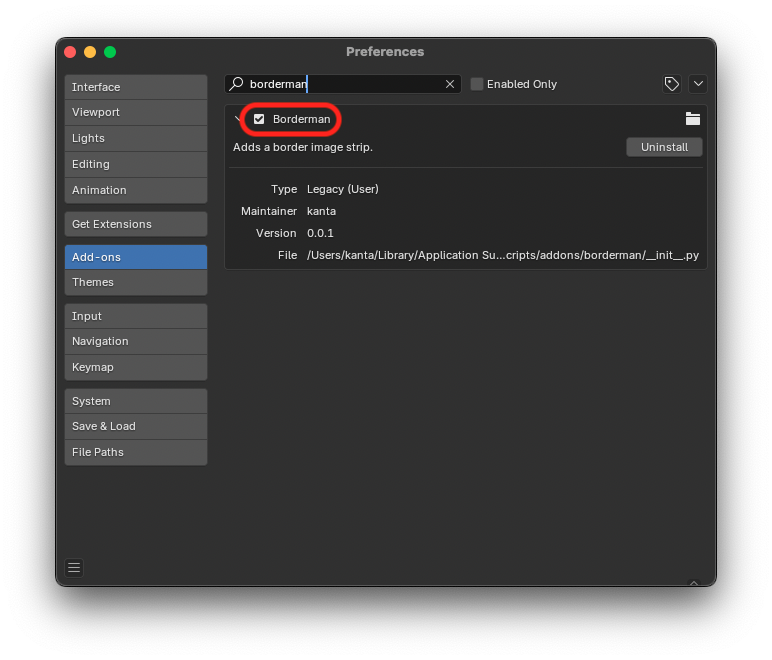 Preferences
Interface
Viewport
Lights
Editing
Animation
Get Extensions
Add-ons
Themes
Input
Navigation
Keymap
System
Save & Load
File Paths
borderman
Enabled Only
Borderman
Adds a border image strip.
Uninstall
Type Legacy (User)
Maintainer kanta
Version 0.0.1
File /Users/kanta/Library/Application Su...cripts/addons/borderman/__init__.py